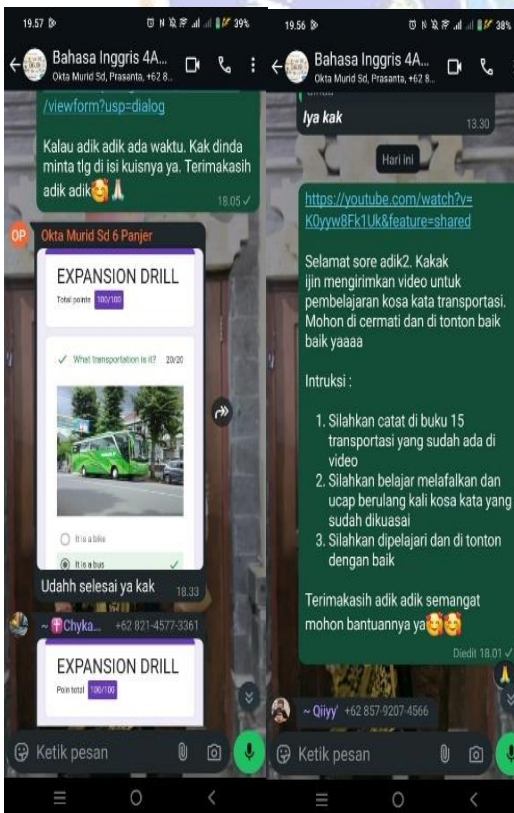 19.57
39%
Bahasa Inggris 4A...
Okta Murid Sd, Prasanta, +62 8..
/viewform?usp=dialog
Kalau adik adik ada waktu. Kak dinda
minta tlg di isi kuisnya ya. Terimakasih
adik adik🥰🙏🏻
18.05
OP
Okta Murid Sd 6 Panjer
EXPANSION DRILL
Total points 100/100
What transportation is it? 20/20
It is a bike
It is a bus
Udahh selesai ya kak
18.33
~ Chyka... +62 821-4577-3361
EXPANSION DRILL
Poin total 100/100
Ketik pesan
19.56
38%
Bahasa Inggris 4A...
Okta Murid Sd, Prasanta, +62 8..
Iya kak
13.30
Hari ini
https://youtube.com/watch?v=
K0yyw8Fk1Uk&feature=shared
Selamat sore adik2. Kakak
ijin mengirimkan video untuk
pembelajaran kosa kata transportasi.
Mohon di cermati dan di tonton baik
baik yaaaa
Intruksi :
1. Silahkan catat di buku 15
transportasi yang sudah ada di
video
2. Silahkan belajar melafalkan dan
ucap berulang kali kosa kata yang
sudah dikuasai
3. Silahkan dipelajari dan di tonton
dengan baik
Terimakasih adik adik semangat
mohon bantuannya ya🥰🥰
Diedit 18.01
~ Qiiyy' +62 857-9207-4566
Ketik pesan